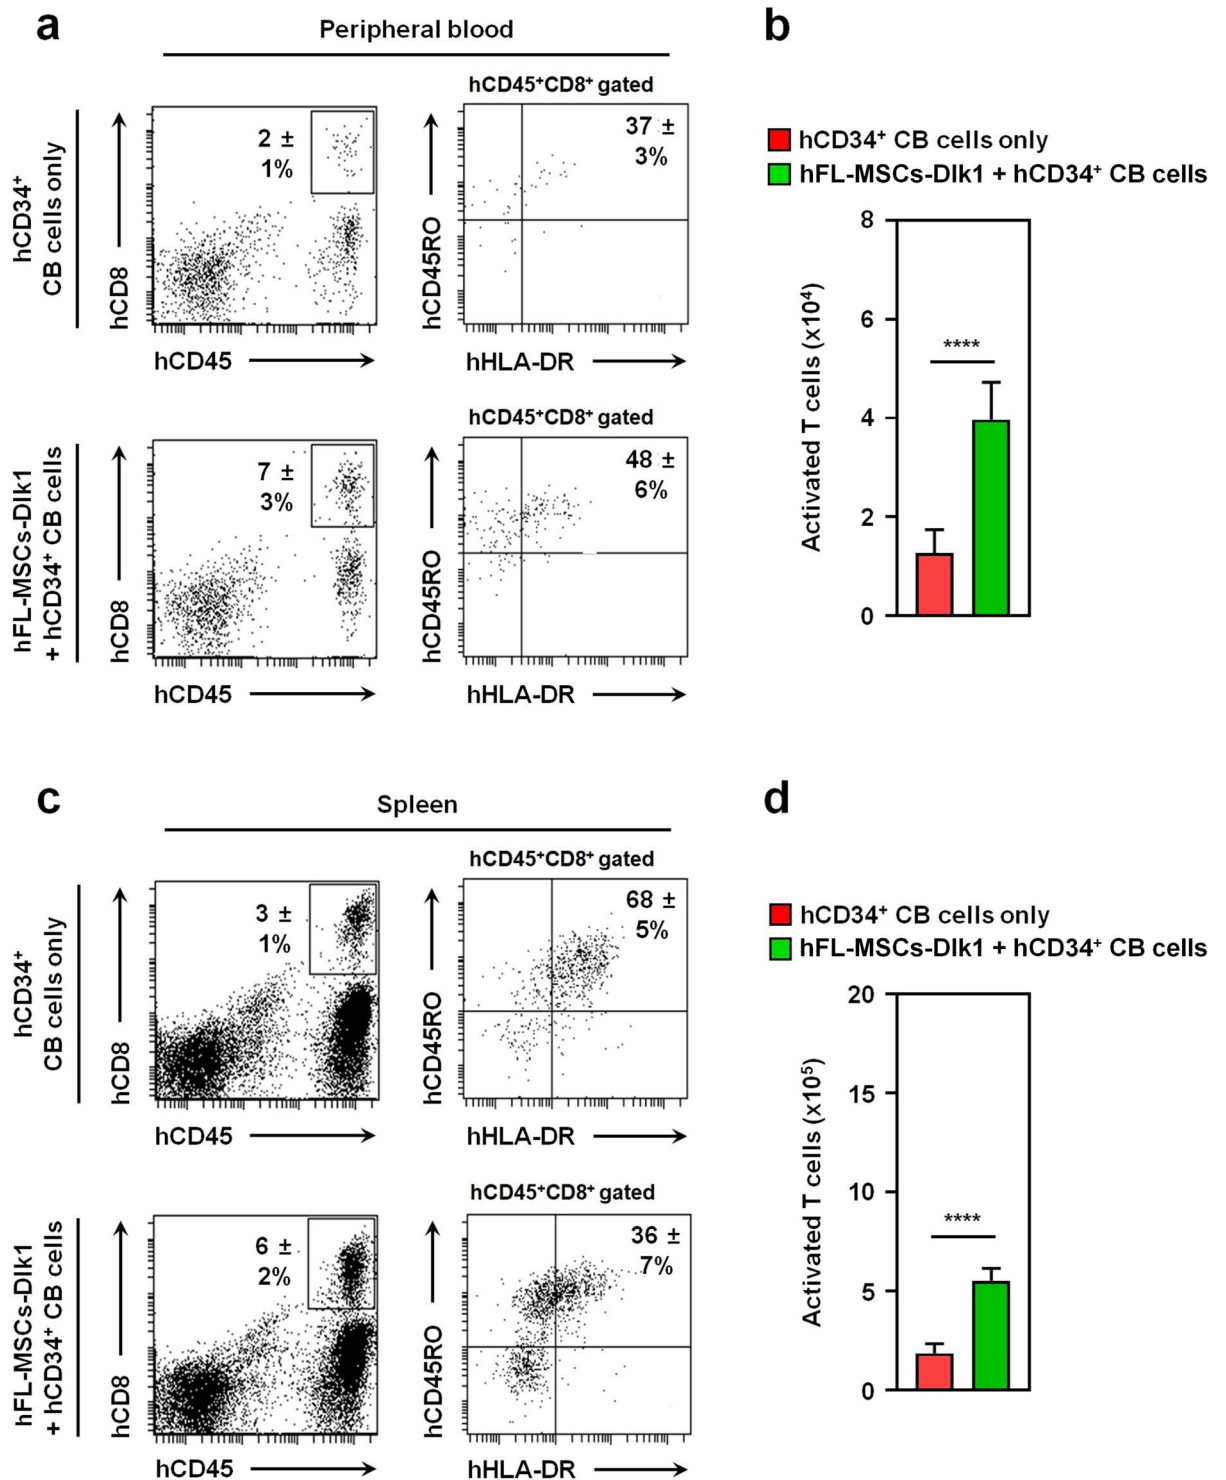 a
Peripheral blood
hCD34⁺
CB cells only
hCD8
2 ±
1%
hCD45
hCD45⁺CD8⁺ gated
hCD45RO
37 ±
3%
hHLA-DR
hFL-MSCs-Dlk1
+ hCD34⁺ CB cells
hCD8
7 ±
3%
hCD45
hCD45⁺CD8⁺ gated
hCD45RO
48 ±
6%
hHLA-DR
b
hCD34⁺ CB cells only
hFL-MSCs-Dlk1 + hCD34⁺ CB cells
Activated T cells (x10⁴)
8
6
4
2
0
****
c
Spleen
hCD34⁺
CB cells only
hCD8
3 ±
1%
hCD45
hCD45⁺CD8⁺ gated
hCD45RO
68 ±
5%
hHLA-DR
hFL-MSCs-Dlk1
+ hCD34⁺ CB cells
hCD8
6 ±
2%
hCD45
hCD45⁺CD8⁺ gated
hCD45RO
36 ±
7%
hHLA-DR
d
hCD34⁺ CB cells only
hFL-MSCs-Dlk1 + hCD34⁺ CB cells
Activated T cells (x10⁵)
20
15
10
5
0
****